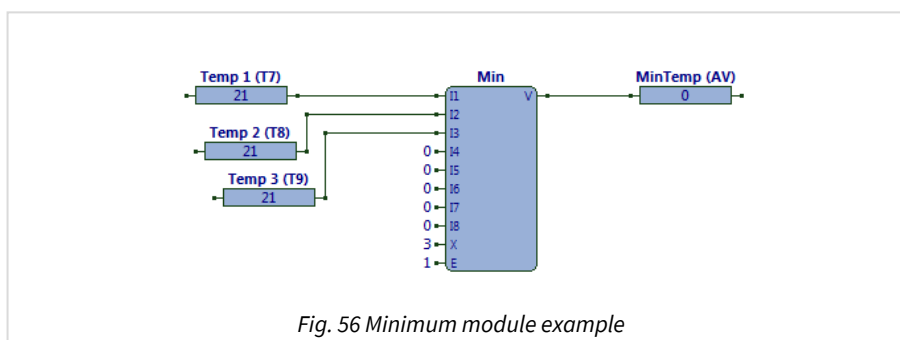 Temp 1 (T7)
21
Temp 2 (T8)
21
Temp 3 (T9)
21
Min
I1 V
I2
I3
0 I4
0 I5
0 I6
0 I7
0 I8
3 X
1 E
MinTemp (AV)
0
Fig. 56 Minimum module example